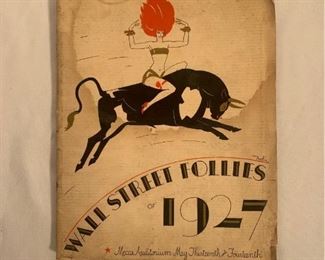 WALL STREET FOLLIES
OF
1927
Mecca Auditorium May Thirteenth & Fourteenth